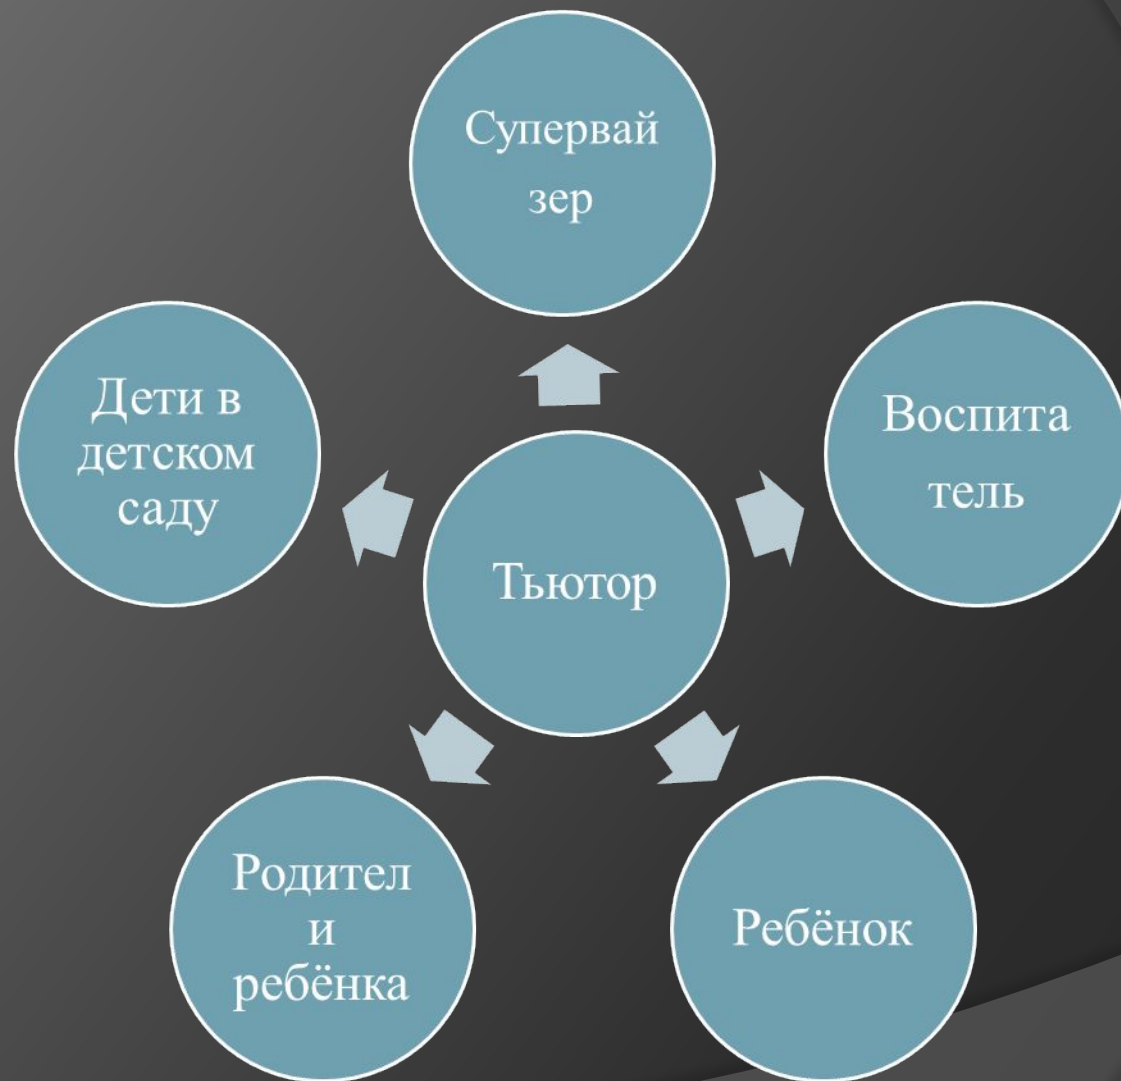 Супервай
зер
Дети в
детском
саду
Воспита
тель
Тьютор
Родител
и
ребёнка
Ребёнок